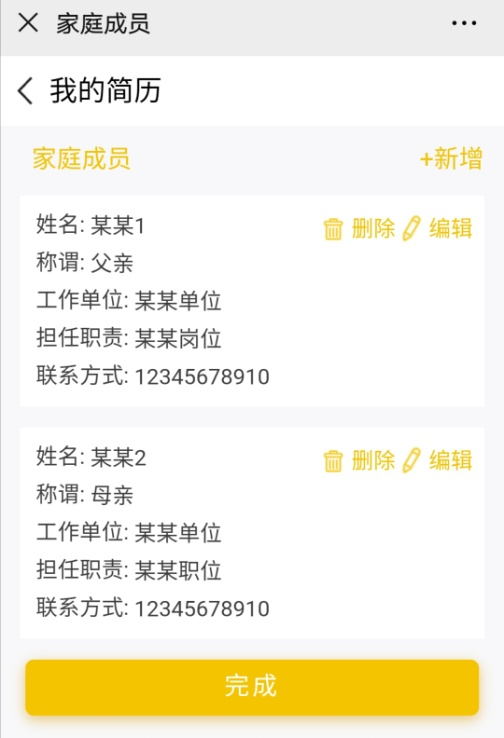 家庭成员
我的简历
家庭成员 +新增
姓名: 某某1 删除 编辑
称谓: 父亲
工作单位: 某某单位
担任职责: 某某岗位
联系方式: 12345678910
姓名: 某某2 删除 编辑
称谓: 母亲
工作单位: 某某单位
担任职责: 某某职位
联系方式: 12345678910
完成